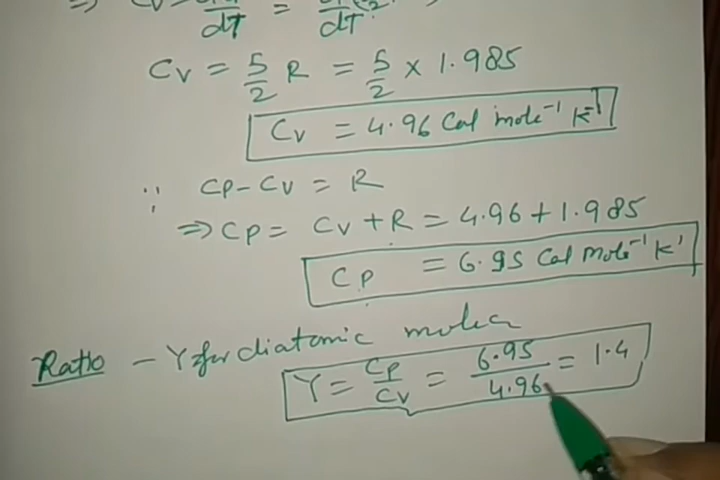 dT = dT
Cv = 5/2 R = 5/2 × 1.985
Cv = 4.96 Cal mole⁻¹ K⁻¹
∵ CP - Cv = R
⇒ CP = Cv + R = 4.96 + 1.985
CP = 6.95 Cal mole⁻¹ K⁻¹
Ratio - γ for diatomic
γ = CP/Cv = 6.95/4.96 = 1.4